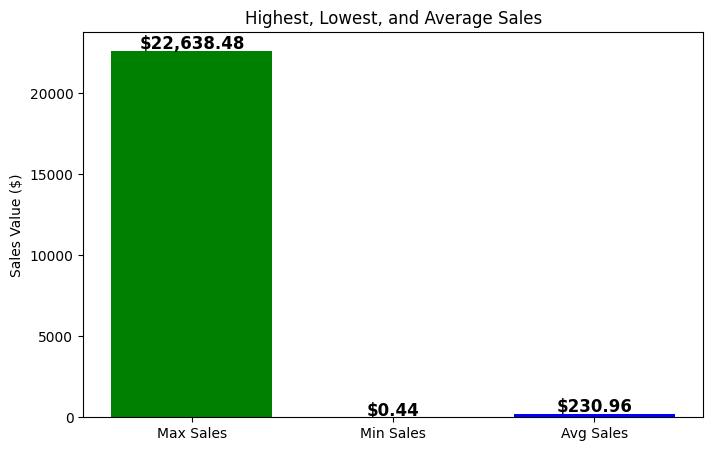 Highest, Lowest, and Average Sales
$22,638.48
20000
15000
10000
5000
0
Sales Value ($)
$0.44
$230.96
Max Sales
Min Sales
Avg Sales